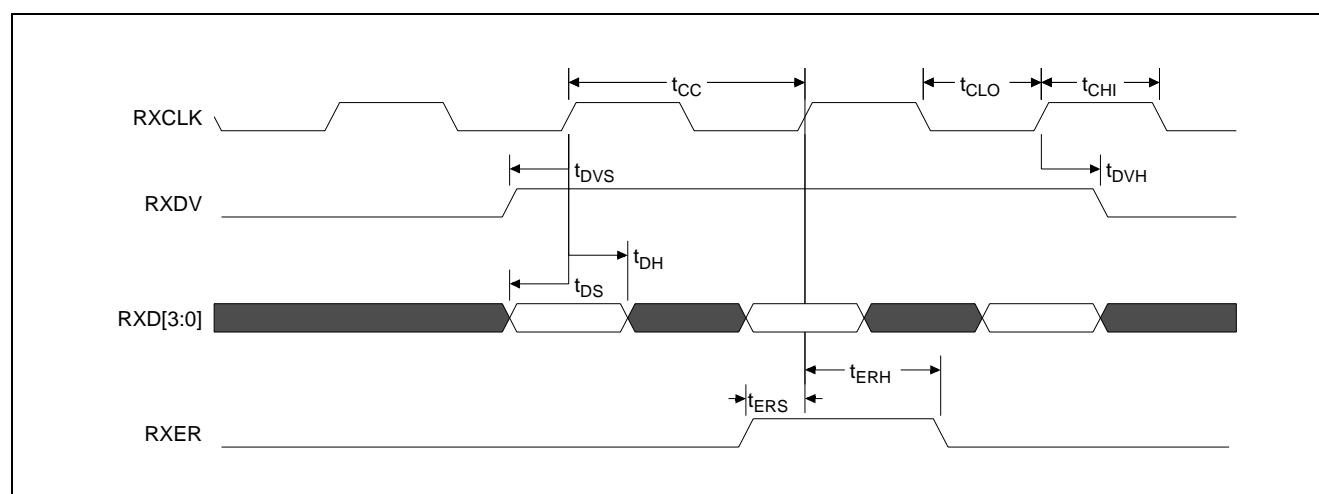 tCC
tCLO
tCHI
RXCLK
tDVS
tDVH
RXDV
tDH
tDS
RXD[3:0]
tERH
tERS
RXER